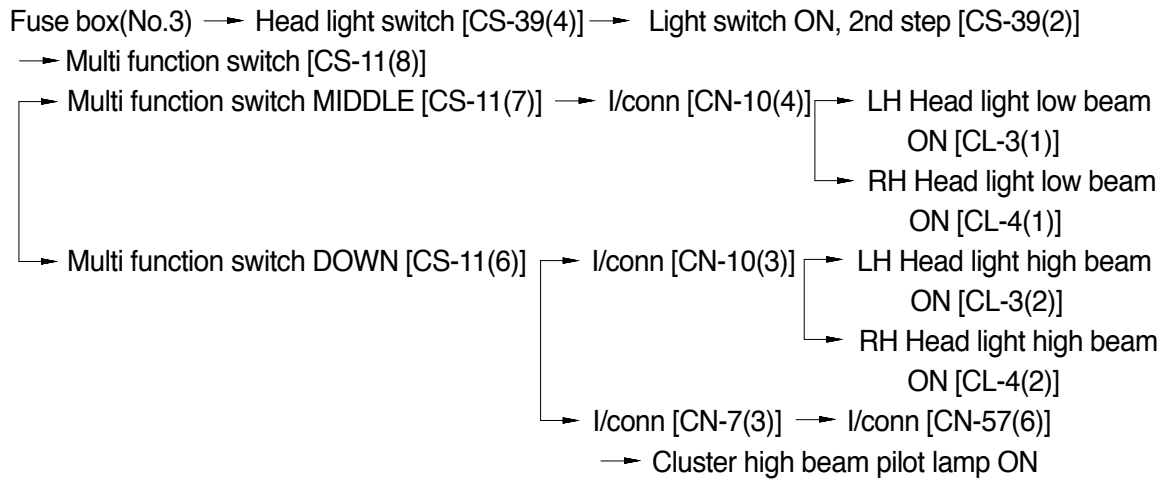 Fuse box(No.3) → Head light switch [CS-39(4)] → Light switch ON, 2nd step [CS-39(2)]
→ Multi function switch [CS-11(8)]
→ Multi function switch MIDDLE [CS-11(7)] → I/conn [CN-10(4)] → LH Head light low beam
ON [CL-3(1)]
→ RH Head light low beam
ON [CL-4(1)]
→ Multi function switch DOWN [CS-11(6)] → I/conn [CN-10(3)] → LH Head light high beam
ON [CL-3(2)]
→ RH Head light high beam
ON [CL-4(2)]
→ I/conn [CN-7(3)] → I/conn [CN-57(6)]
→ Cluster high beam pilot lamp ON